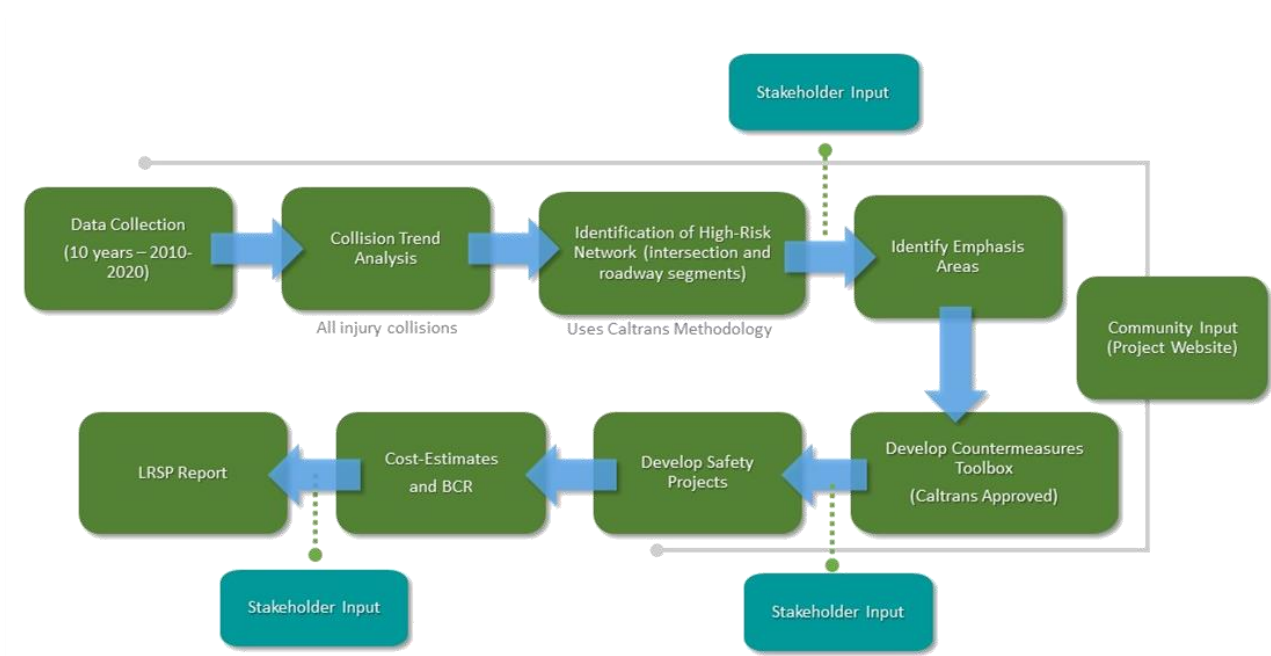 Stakeholder Input
Data Collection
(10 years – 2010-
2020)
Collision Trend
Analysis
Identification of High-Risk
Network (intersection and
roadway segments)
Identify Emphasis
Areas
All injury collisions
Uses Caltrans Methodology
Community Input
(Project Website)
LRSP Report
Cost-Estimates
and BCR
Develop Safety
Projects
Develop Countermeasures
Toolbox
(Caltrans Approved)
Stakeholder Input
Stakeholder Input